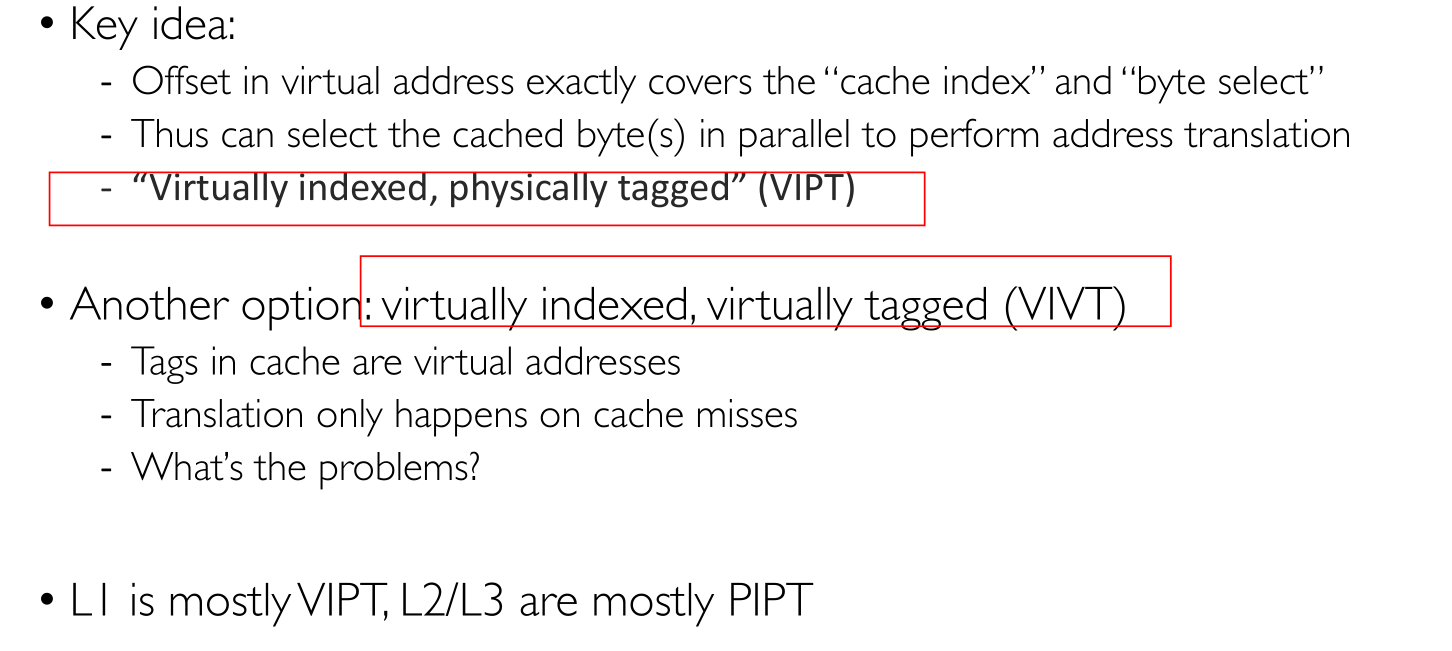 • Key idea:
- Offset in virtual address exactly covers the “cache index” and “byte select”
- Thus can select the cached byte(s) in parallel to perform address translation
- “Virtually indexed, physically tagged” (VIPT)
• Another option: virtually indexed, virtually tagged (VIVT)
- Tags in cache are virtual addresses
- Translation only happens on cache misses
- What’s the problems?
• L1 is mostly VIPT, L2/L3 are mostly PIPT